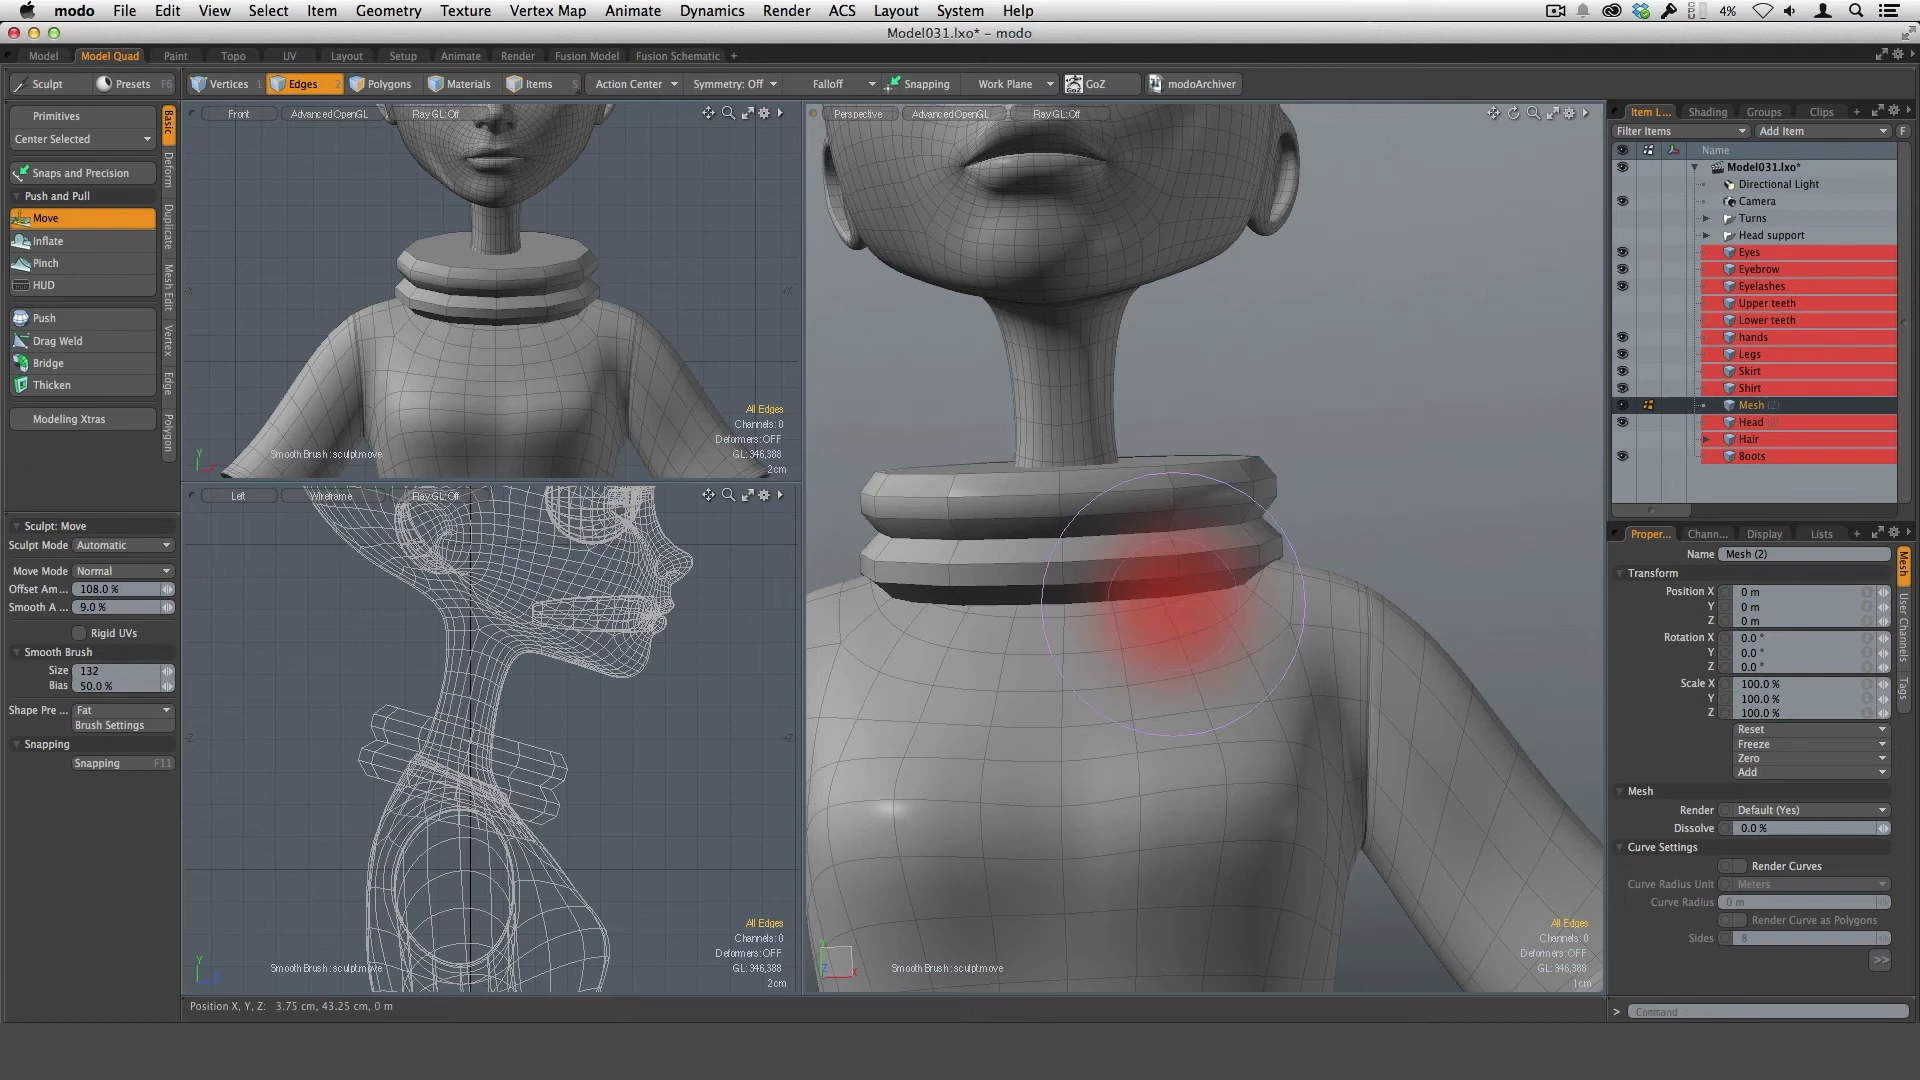 modo File Edit View Select Item Geometry Texture Vertex Map Animate Dynamics Render ACS Layout System Help 4%
Model031.lxo* - modo
Model Model Quad Paint Topo UV Layout Setup Animate Render Fusion Model Fusion Schematic +
Sculpt Presets F6 Vertices 1 Edges 2 Polygons Materials Items 5 Action Center Symmetry: Off Falloff Snapping Work Plane GoZ modoArchiver
Primitives
Center Selected
Snaps and Precision
Push and Pull
Move
Inflate
Pinch
HUD
Push
Drag Weld
Bridge
Thicken
Modeling Xtras
Basic
Deform
Duplicate
Mesh Edit
Vertex
Edge
Polygon
Sculpt: Move
Sculpt Mode Automatic
Move Mode Normal
Offset Am ... 108.0 %
Smooth A ... 9.0 %
Rigid UVs
Smooth Brush
Size 132
Bias 50.0 %
Shape Pre ... Fat
Brush Settings
Snapping
Snapping F11
Front Advanced OpenGL Ray GL: Off
All Edges
Channels: 0
Deformers: OFF
GL: 346,388
2cm
Smooth Brush : sculpt.move
Left Wireframe Ray GL: Off
All Edges
Channels: 0
Deformers: OFF
GL: 346,388
2cm
Smooth Brush : sculpt.move
Perspective Advanced OpenGL Ray GL: Off
All Edges
Channels: 0
Deformers: OFF
GL: 346,388
1cm
Smooth Brush : sculpt.move
Position X, Y, Z: 3.75 cm, 43.25 cm, 0 m
Item L... Shading Groups Clips +
Filter Items Add Item F
Name
Model031.lxo*
Directional Light
Camera
Turns
Head support
Eyes
Eyebrow
Eyelashes
Upper teeth
Lower teeth
hands
Legs
Skirt
Shirt
Mesh (2)
Head (2)
Hair
Boots
Proper... Chann... Display Lists +
Name Mesh (2)
Transform
Position X 0 m
Y 0 m
Z 0 m
Rotation X 0.0 °
Y 0.0 °
Z 0.0 °
Scale X 100.0 %
Y 100.0 %
Z 100.0 %
Reset
Freeze
Zero
Add
Mesh
Render Default (Yes)
Dissolve 0.0 %
Curve Settings
Render Curves
Curve Radius Unit Meters
Curve Radius 0 m
Render Curve as Polygons
Sides 8
>>
Mesh
User Channels
Tags
> Command